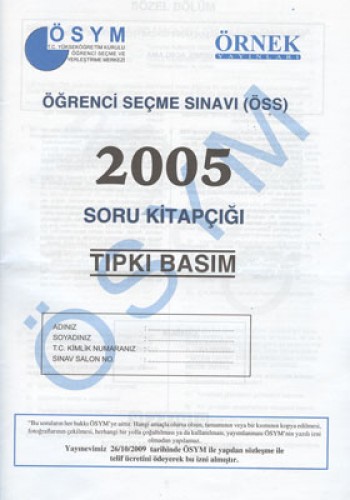 ÖSYM
T.C. YÜKSEKÖĞRETİM KURULU
ÖĞRENCİ SEÇME VE
YERLEŞTİRME MERKEZİ
ÖRNEK
YAYINLARI
ÖĞRENCİ SEÇME SINAVI (ÖSS)
2005
SORU KİTAPÇIĞI
TIPKI BASIM
ÖSYM
ADINIZ :
SOYADINIZ :
T.C. KİMLİK NUMARANIZ :
SINAV SALON NO. :
"Bu soruların her hakkı ÖSYM'ye aittir. Hangi amaçla olursa olsun, tamamının veya bir kısmının kopya edilmesi,
fotoğraflarının çekilmesi, herhangi bir yolla çoğaltılması ya da kullanılması, yayımlanması ÖSYM'nin yazılı izni
olmadan yapılamaz."
Yayınevimiz 26/10/2009 tarihinde ÖSYM ile yapılan sözleşme ile
telif ücretini ödeyerek bu izni almıştır.